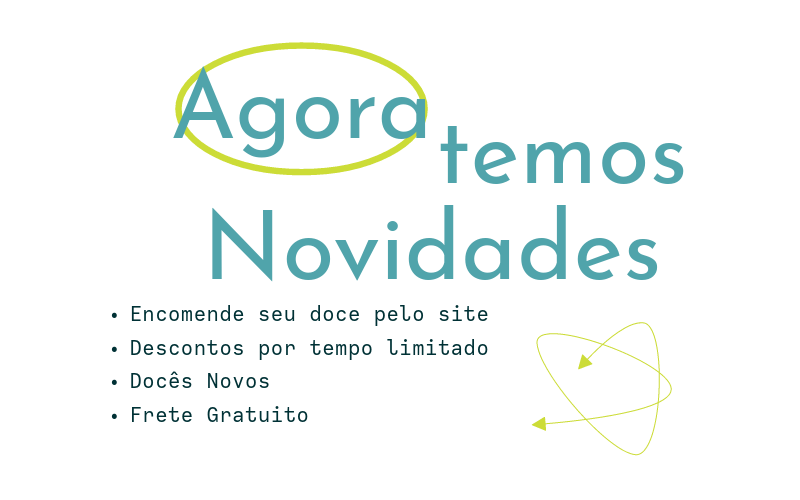 Agora
temos
Novidades
• Encomende seu doce pelo site
• Descontos por tempo limitado
• Docês Novos
• Frete Gratuito